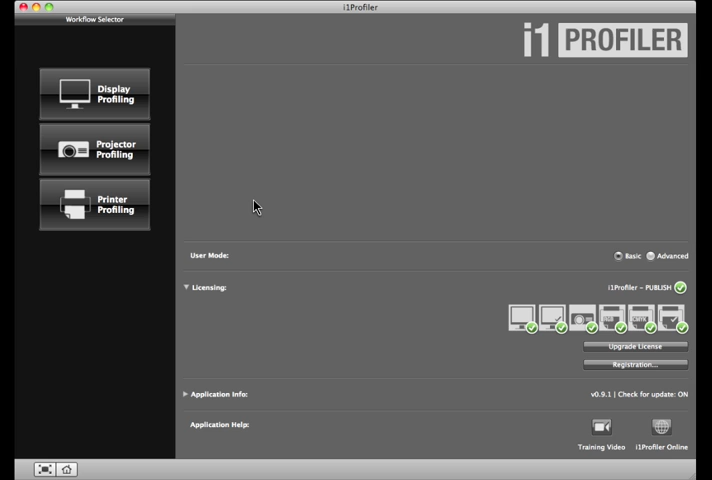 i1Profiler
Workflow Selector
i1 PROFILER
Display
Profiling
Projector
Profiling
Printer
Profiling
User Mode:
Basic
Advanced
Licensing:
i1Profiler - PUBLISH
Upgrade License
Registration...
Application Info:
v0.9.1 | Check for update: ON
Application Help:
Training Video
i1Profiler Online